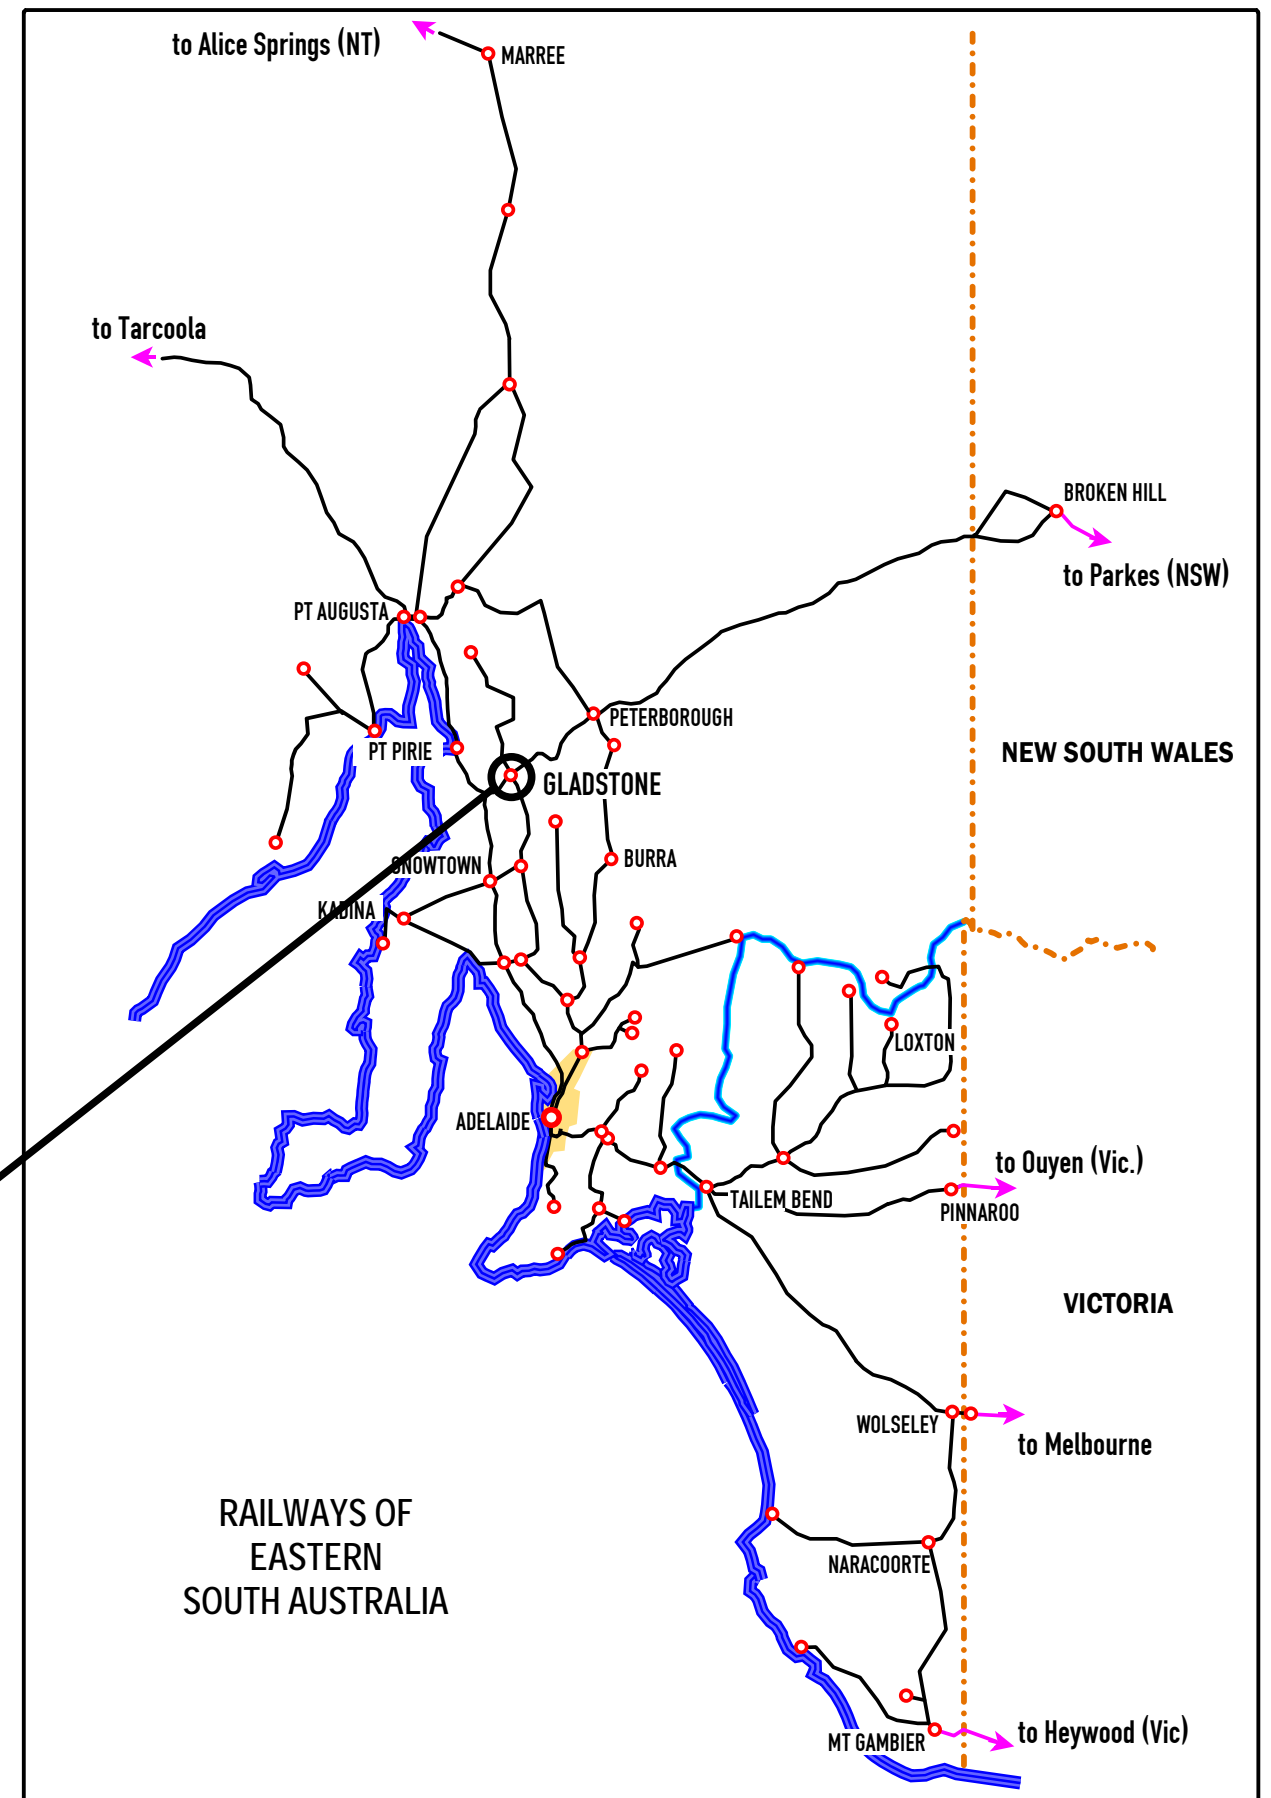 to Alice Springs (NT)
MARREE
to Tarcoola
BROKEN HILL
to Parkes (NSW)
PT AUGUSTA
PETERBOROUGH
PT PIRIE
NEW SOUTH WALES
GLADSTONE
SNOWTOWN
BURRA
KADINA
LOXTON
ADELAIDE
to Ouyen (Vic.)
TAILEM BEND
PINNAROO
VICTORIA
WOLSELEY
to Melbourne
RAILWAYS OF
EASTERN
SOUTH AUSTRALIA
NARACOORTE
to Heywood (Vic)
MT GAMBIER